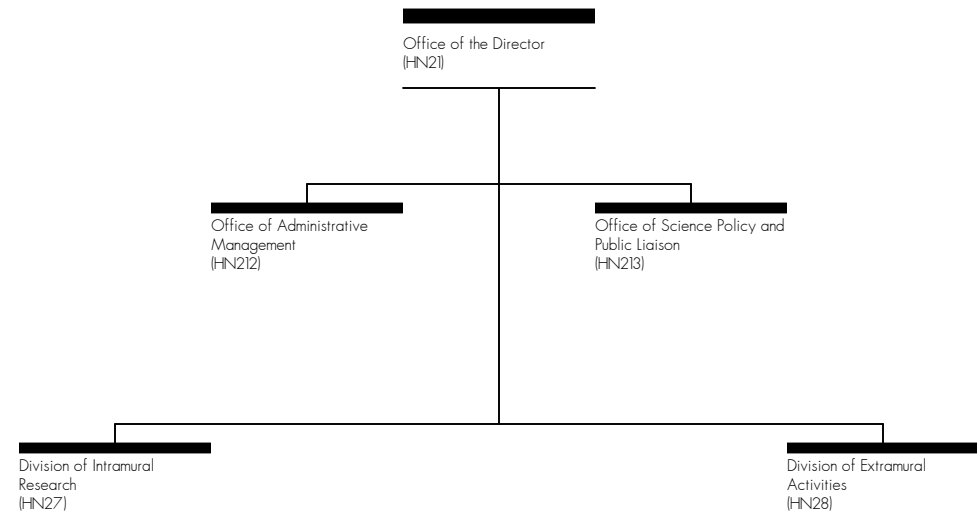 Office of the Director
(HN21)
Office of Administrative
Management
(HN212)
Office of Science Policy and
Public Liaison
(HN213)
Division of Intramural
Research
(HN27)
Division of Extramural
Activities
(HN28)